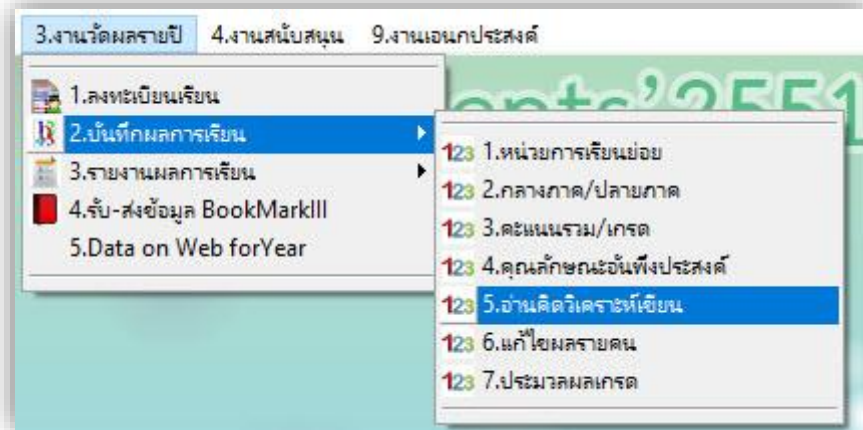 3.งานวัดผลรายปี 4.งานสนับสนุน 9.งานเอนกประสงค์
1.ลงทะเบียนเรียน
2.บันทึกผลการเรียน
3.รายงานผลการเรียน
4.รับ-ส่งข้อมูล BookMarkIII
5.Data on Web forYear
ents'2551
123 1.หน่วยการเรียนย่อย
123 2.กลางภาค/ปลายภาค
123 3.คะแนนรวม/เกรด
123 4.คุณลักษณะอันพึงประสงค์
123 5.อ่านคิดวิเคราะห์เขียน
123 6.แก้ไขผลรายคน
123 7.ประมวลผลเกรด